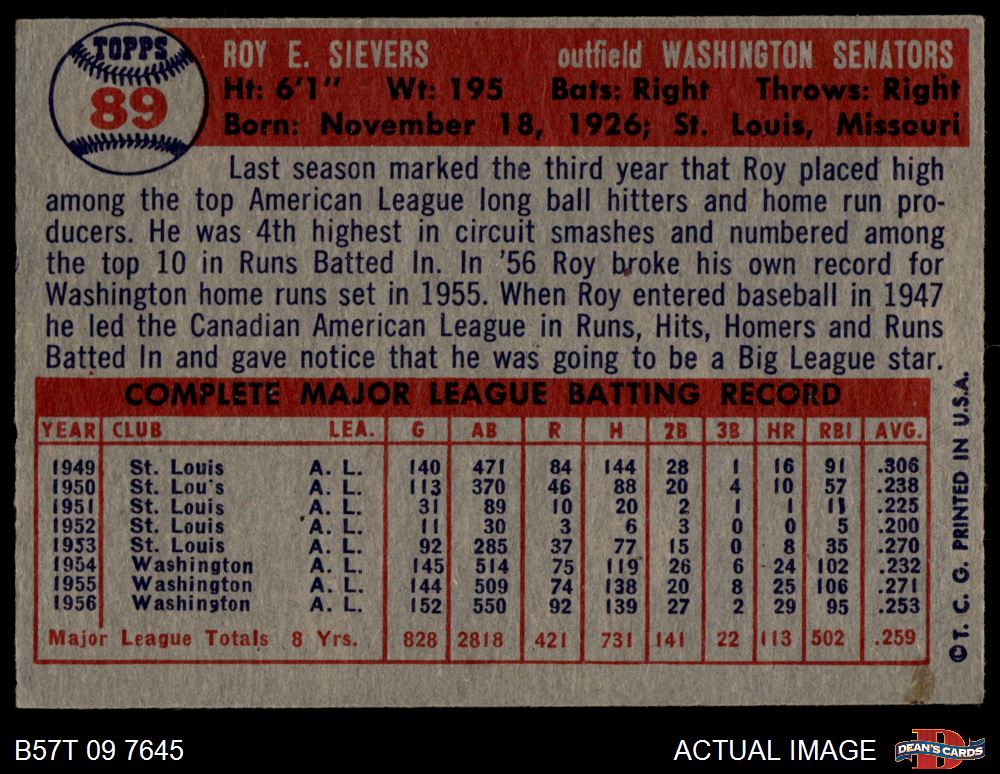 TOPPS
89
ROY E. SIEVERS outfield WASHINGTON SENATORS
Ht: 6'1" Wt: 195 Bats: Right Throws: Right
Born: November 18, 1926; St. Louis, Missouri
Last season marked the third year that Roy placed high
among the top American League long ball hitters and home run pro-
ducers. He was 4th highest in circuit smashes and numbered among
the top 10 in Runs Batted In. In '56 Roy broke his own record for
Washington home runs set in 1955. When Roy entered baseball in 1947
he led the Canadian American League in Runs, Hits, Homers and Runs
Batted In and gave notice that he was going to be a Big League star.
COMPLETE MAJOR LEAGUE BATTING RECORD
YEAR CLUB LEA. G AB R H 2B 3B HR RBI AVG.
1949 St. Louis A. L. 140 471 84 144 28 1 16 91 .306
1950 St. Lou's A. L. 113 370 46 88 20 4 10 57 .238
1951 St. Louis A. L. 31 89 10 20 2 1 1 11 .225
1952 St. Louis A. L. 11 30 3 6 3 0 0 5 .200
1953 St. Louis A. L. 92 285 37 77 15 0 8 35 .270
1954 Washington A. L. 145 514 75 119 26 6 24 102 .232
1955 Washington A. L. 144 509 74 138 20 8 25 106 .271
1956 Washington A. L. 152 550 92 139 27 2 29 95 .253
Major League Totals 8 Yrs. 828 2818 421 731 141 22 113 502 .259
© T. C. G. PRINTED IN U.S.A.
B57T 09 7645 ACTUAL IMAGE DEAN'S CARDS